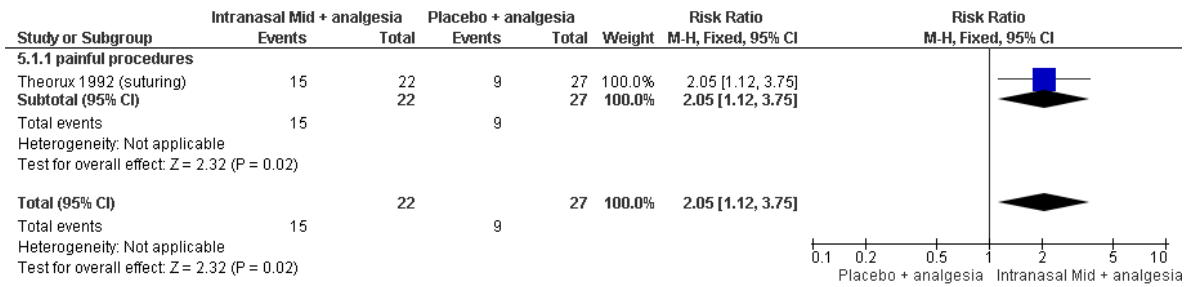 Intranasal Mid + analgesia Placebo + analgesia Risk Ratio Risk Ratio
Study or Subgroup Events Total Events Total Weight M-H, Fixed, 95% CI M-H, Fixed, 95% CI
5.1.1 painful procedures
Theorux 1992 (suturing) 15 22 9 27 100.0% 2.05 [1.12, 3.75]
Subtotal (95% CI) 22 27 100.0% 2.05 [1.12, 3.75]
Total events 15 9
Heterogeneity: Not applicable
Test for overall effect: Z = 2.32 (P = 0.02)
Total (95% CI) 22 27 100.0% 2.05 [1.12, 3.75]
Total events 15 9
Heterogeneity: Not applicable
Test for overall effect: Z = 2.32 (P = 0.02)
0.1 0.2 0.5 1 2 5 10
Placebo + analgesia Intranasal Mid + analgesia